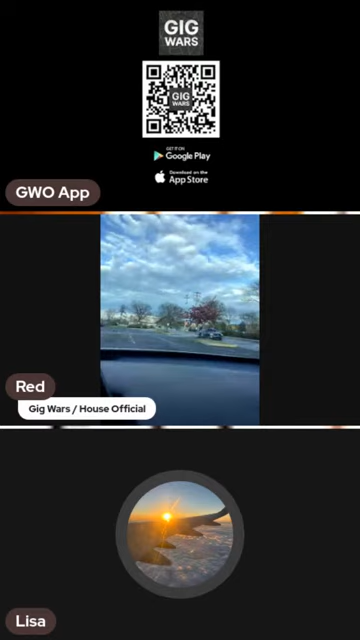 GIG
WARS
GIG
WARS
GET IT ON
Google Play
Download on the
App Store
GWO App
Red
Gig Wars / House Official
Lisa